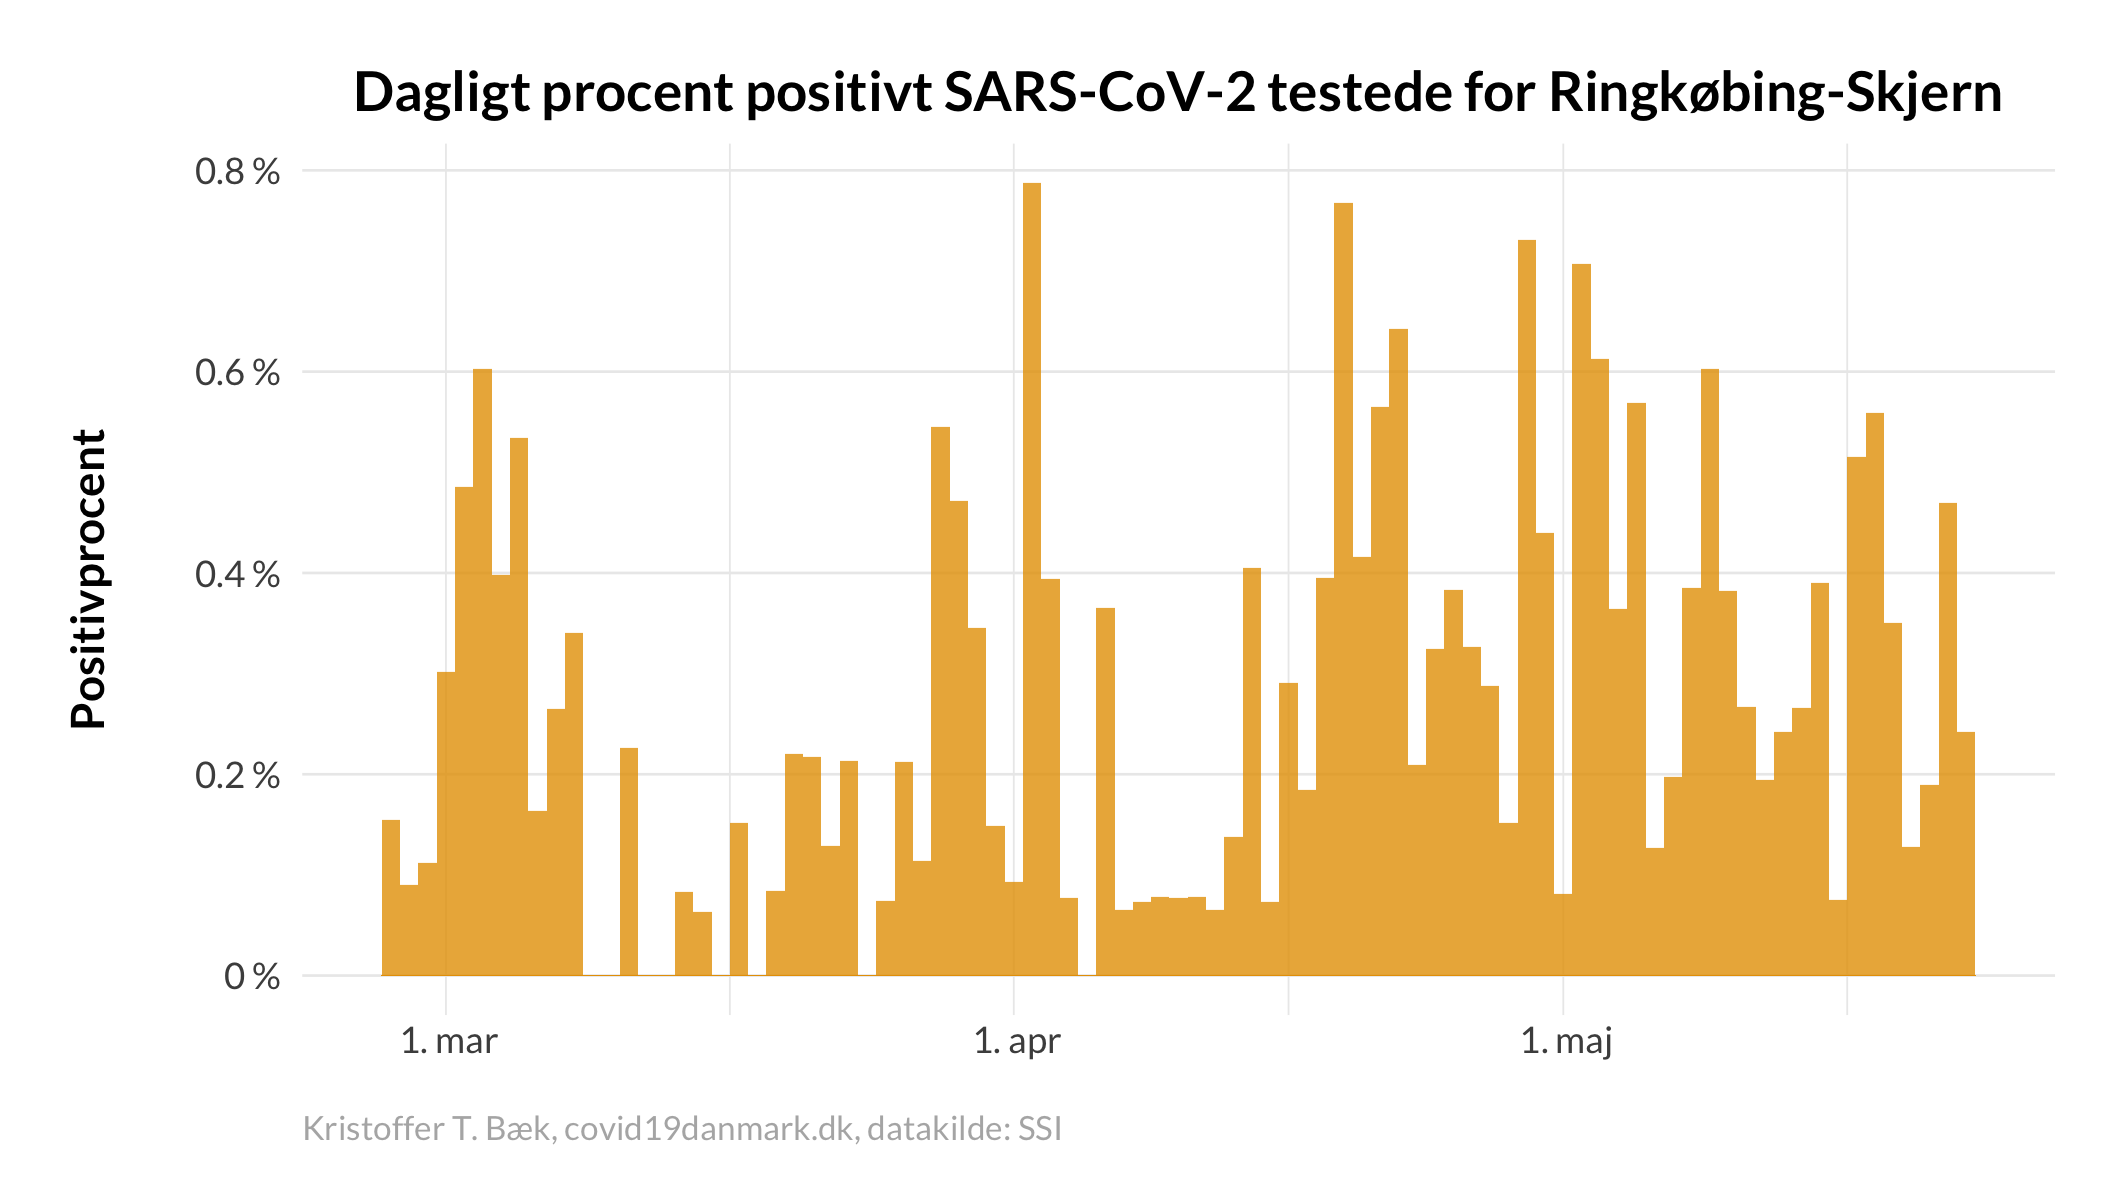 Dagligt procent positivt SARS-CoV-2 testede for Ringkøbing-Skjern
Positivprocent
0.8 %
0.6 %
0.4 %
0.2 %
0 %
1. mar
1. apr
1. maj
Kristoffer T. Bæk, covid19danmark.dk, datakilde: SSI